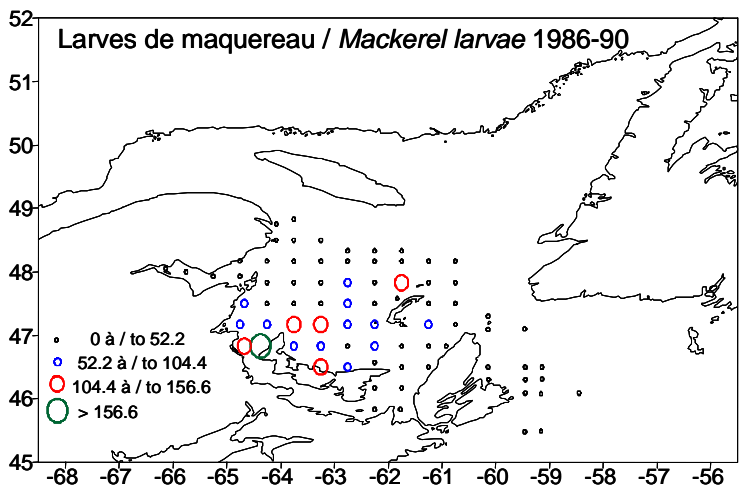 Larves de maquereau / Mackerel larvae 1986-90
52
51
50
49
48
47
46
45
0 à / to 52.2
52.2 à / to 104.4
104.4 à / to 156.6
> 156.6
-68 -67 -66 -65 -64 -63 -62 -61 -60 -59 -58 -57 -56